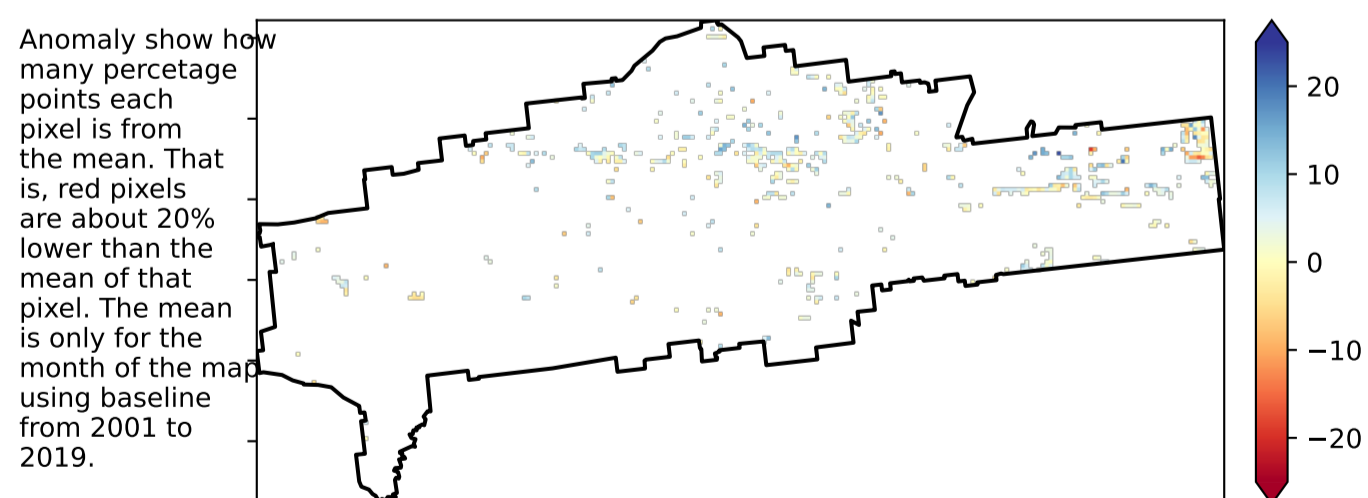 Anomaly show how
many percetage
points each
pixel is from
the mean. That
is, red pixels
are about 20%
lower than the
mean of that
pixel. The mean
is only for the
month of the map
using baseline
from 2001 to
2019.
20
10
0
−10
−20